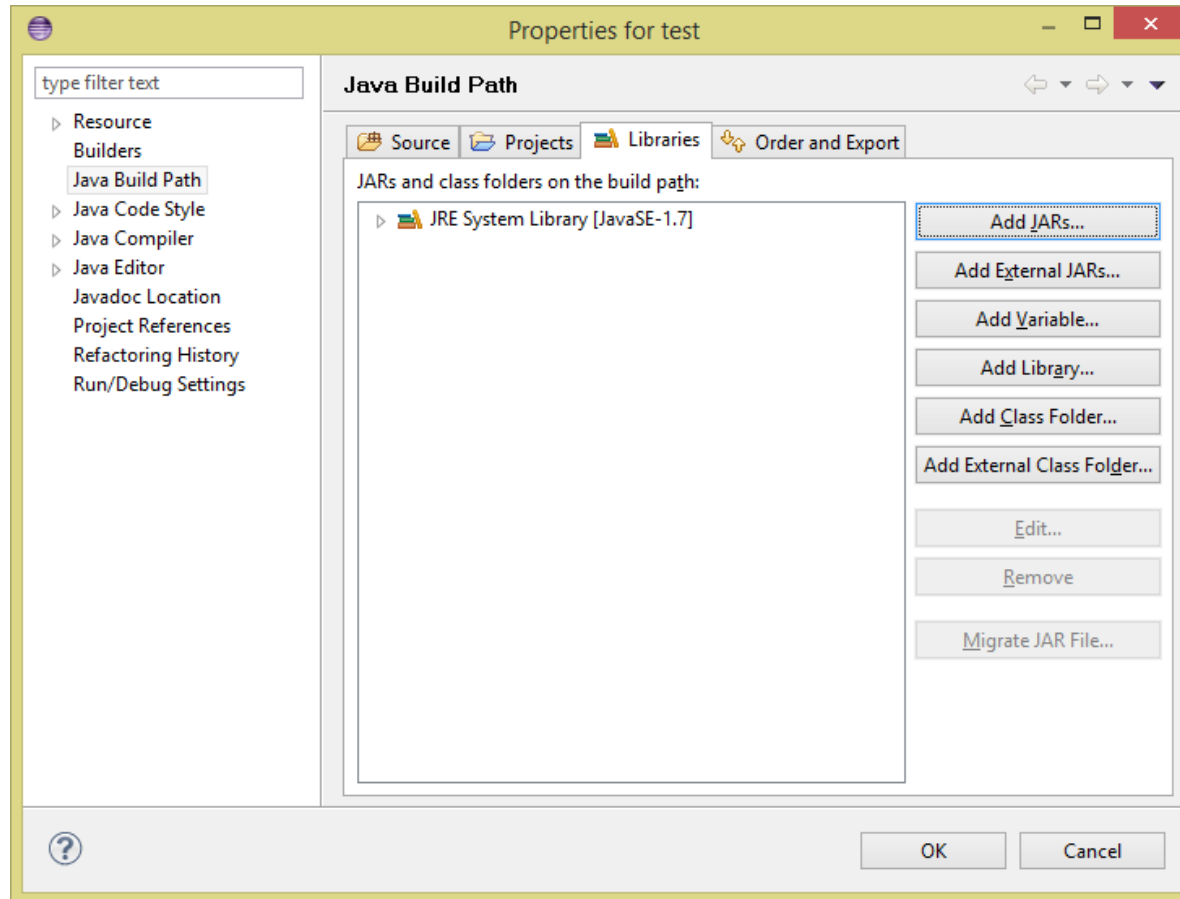 Properties for test
type filter text
Resource
Builders
Java Build Path
Java Code Style
Java Compiler
Java Editor
Javadoc Location
Project References
Refactoring History
Run/Debug Settings
Java Build Path
Source Projects Libraries Order and Export
JARs and class folders on the build path:
JRE System Library [JavaSE-1.7]
Add JARs...
Add External JARs...
Add Variable...
Add Library...
Add Class Folder...
Add External Class Folder...
Edit...
Remove
Migrate JAR File...
?
OK Cancel